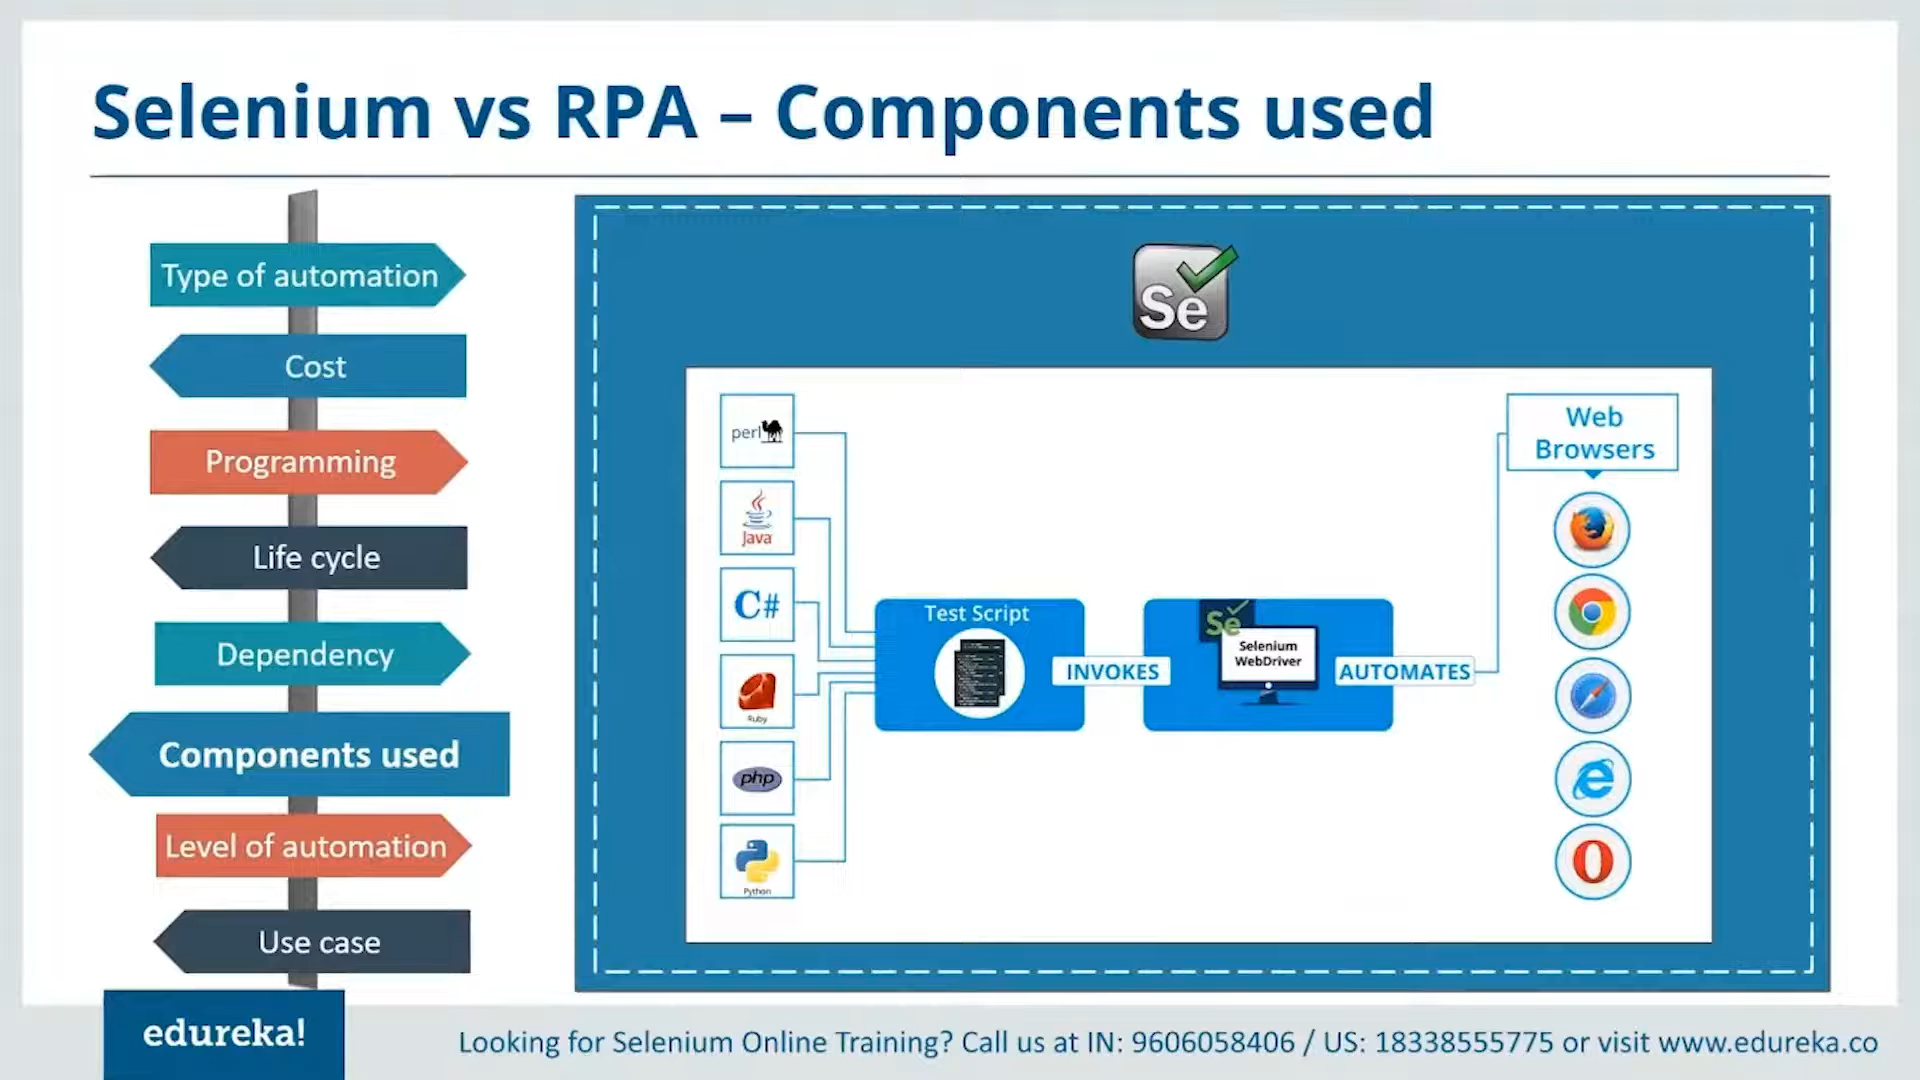 Selenium vs RPA – Components used
Type of automation
Cost
Programming
Life cycle
Dependency
Components used
Level of automation
Use case
Se
perl
Java
C#
Ruby
php
Python
Test Script
INVOKES
Se
Selenium
WebDriver
AUTOMATES
Web
Browsers
edureka!
Looking for Selenium Online Training? Call us at IN: 9606058406 / US: 18338555775 or visit www.edureka.co